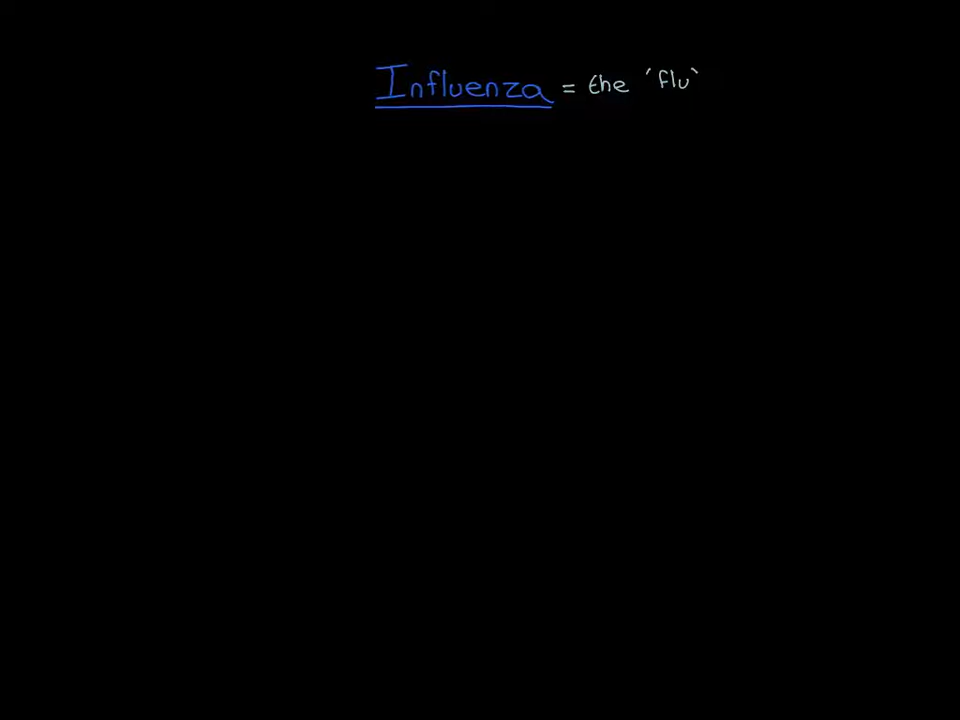 Influenza = the 'flu'